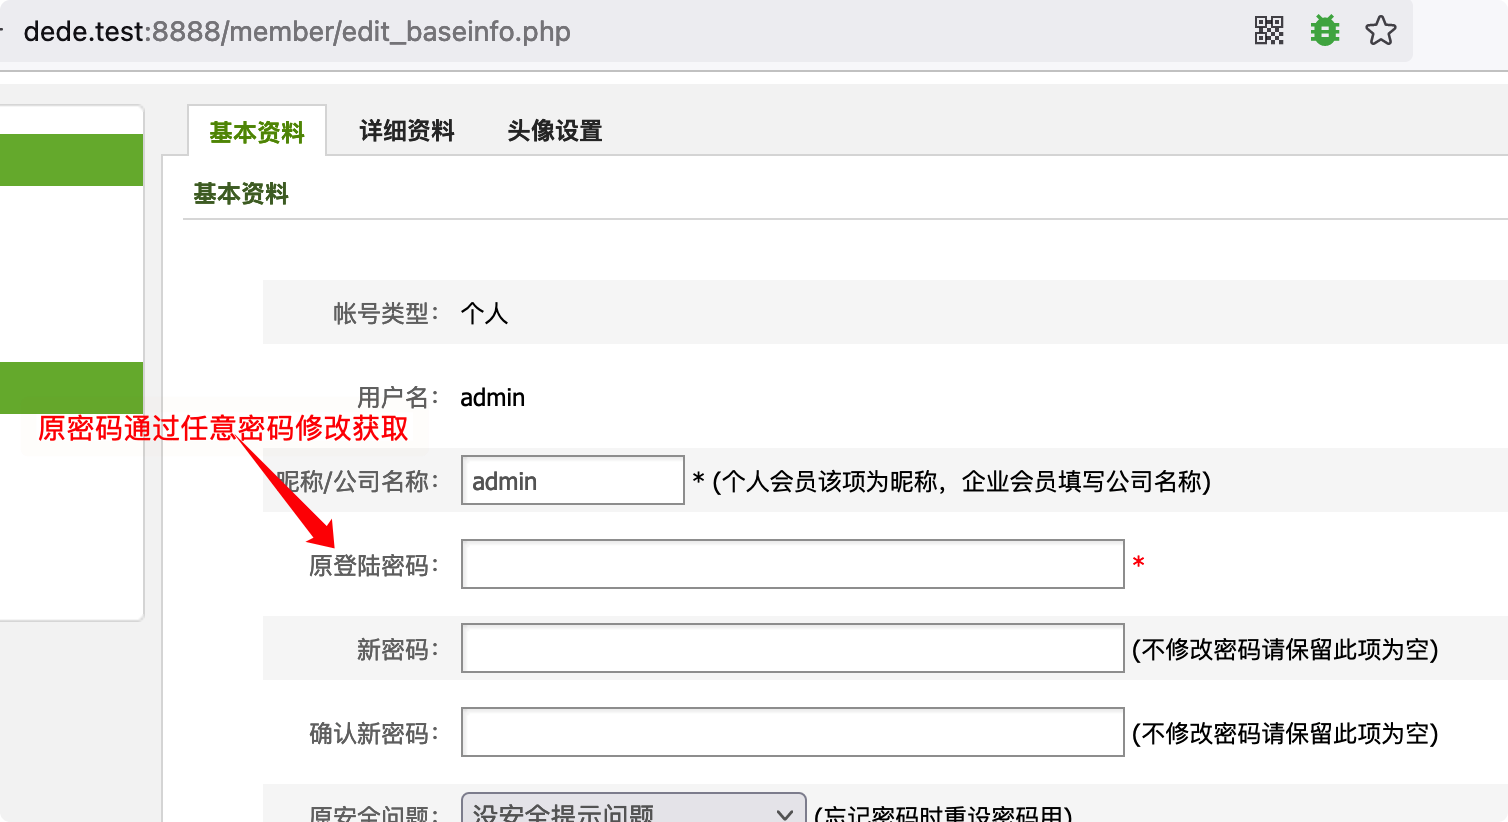 dede.test:8888/member/edit_baseinfo.php
基本资料 详细资料 头像设置
基本资料
帐号类型： 个人
用户名： admin
原密码通过任意密码修改获取
昵称/公司名称： admin * (个人会员该项为昵称，企业会员填写公司名称)
原登陆密码： *
新密码： (不修改密码请保留此项为空)
确认新密码： (不修改密码请保留此项为空)
原安全问题： 没安全提示问题 (忘记密码时重设密码用)